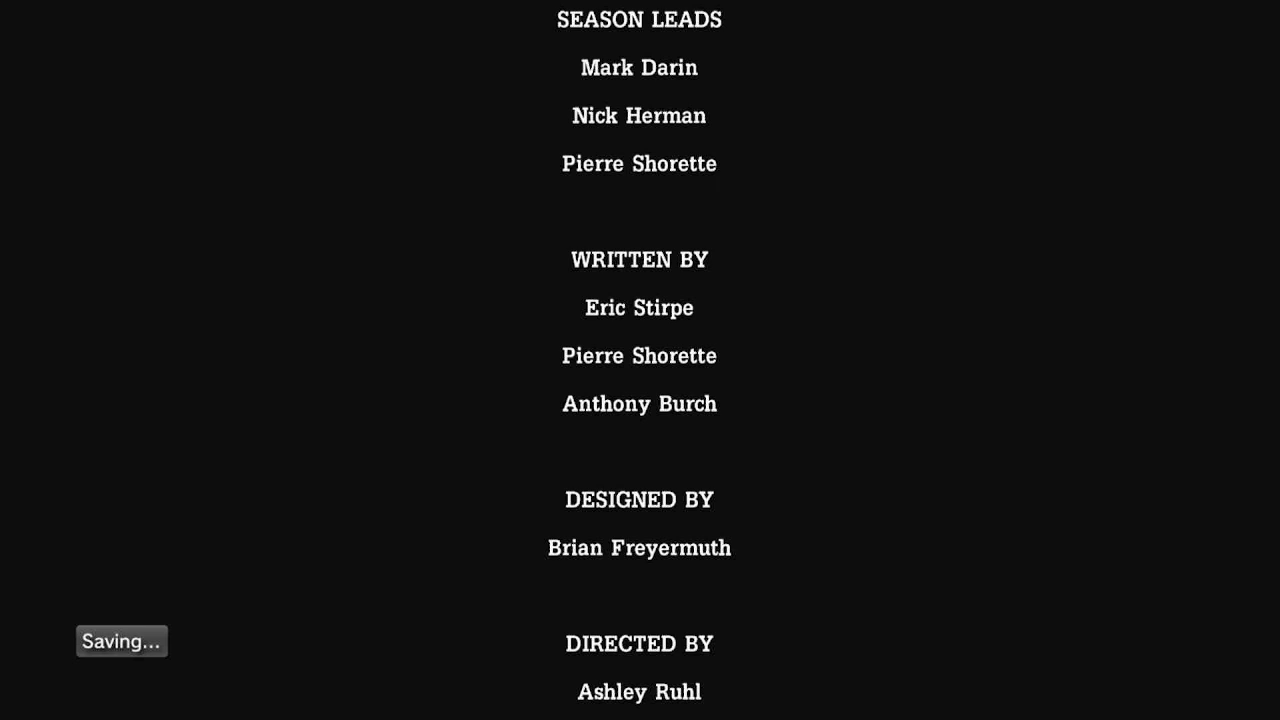 SEASON LEADS
Mark Darin
Nick Herman
Pierre Shorette
WRITTEN BY
Eric Stirpe
Pierre Shorette
Anthony Burch
DESIGNED BY
Brian Freyermuth
Saving...
DIRECTED BY
Ashley Ruhl